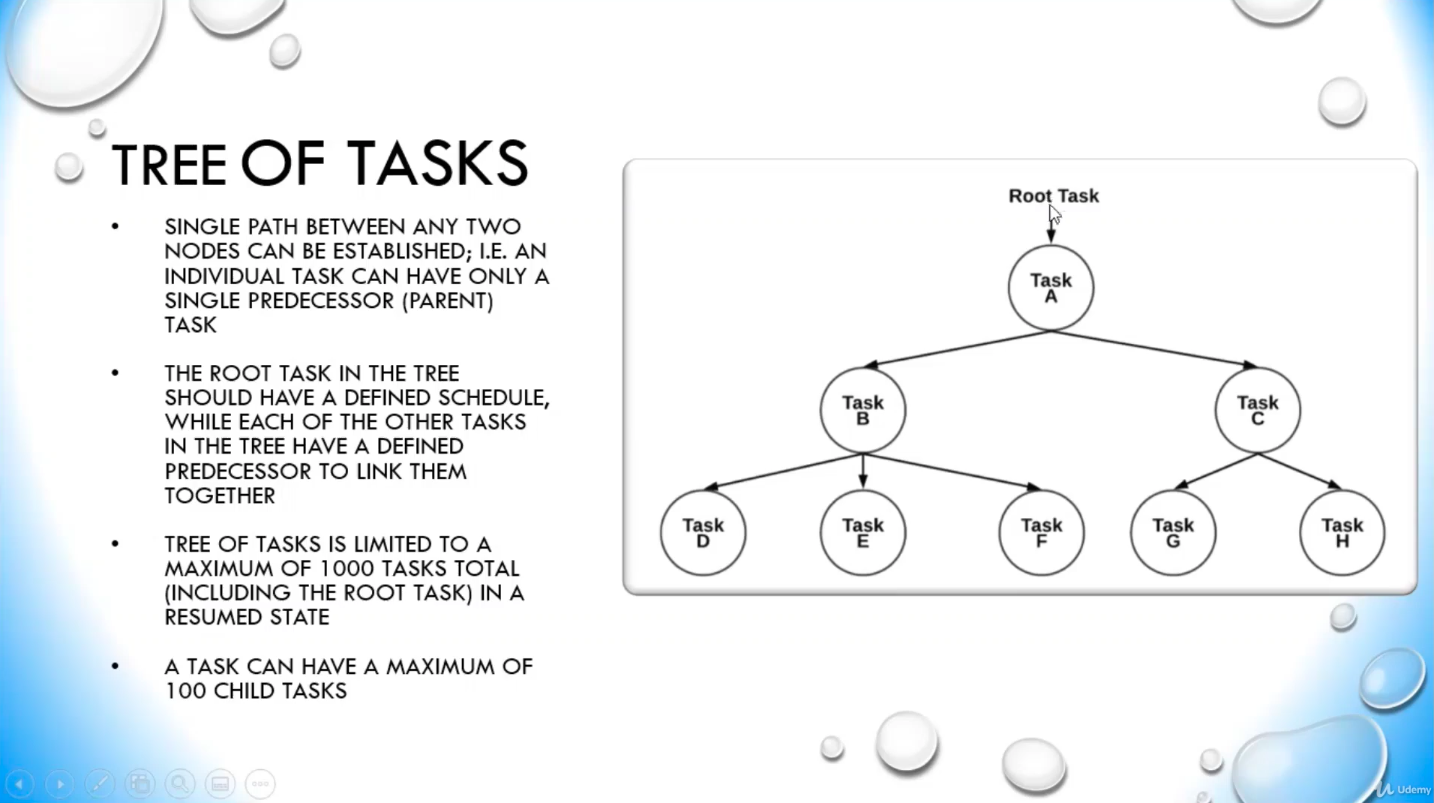 TREE OF TASKS
• SINGLE PATH BETWEEN ANY TWO
NODES CAN BE ESTABLISHED; I.E. AN
INDIVIDUAL TASK CAN HAVE ONLY A
SINGLE PREDECESSOR (PARENT)
TASK
• THE ROOT TASK IN THE TREE
SHOULD HAVE A DEFINED SCHEDULE,
WHILE EACH OF THE OTHER TASKS
IN THE TREE HAVE A DEFINED
PREDECESSOR TO LINK THEM
TOGETHER
• TREE OF TASKS IS LIMITED TO A
MAXIMUM OF 1000 TASKS TOTAL
(INCLUDING THE ROOT TASK) IN A
RESUMED STATE
• A TASK CAN HAVE A MAXIMUM OF
100 CHILD TASKS
Root Task
Task
A
Task
B
Task
C
Task
D
Task
E
Task
F
Task
G
Task
H
Udemy